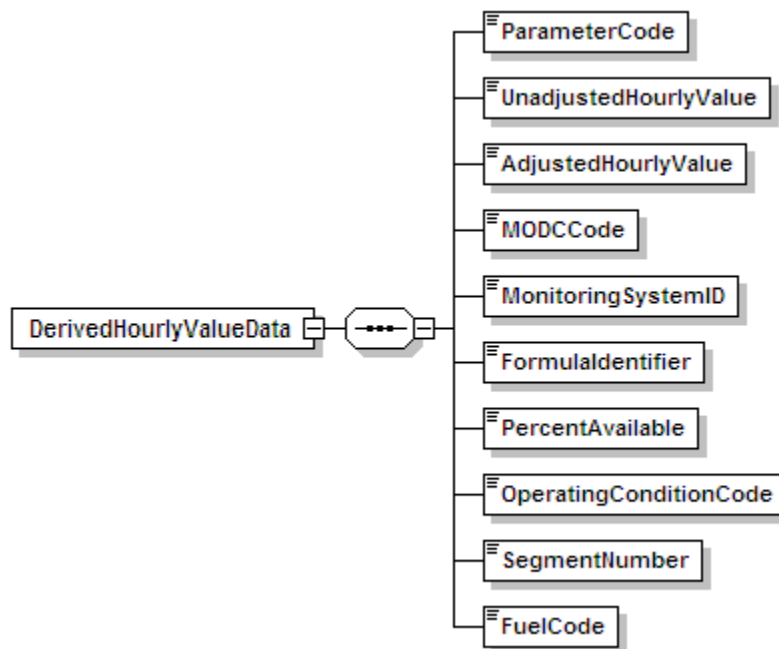 ParameterCode
UnadjustedHourlyValue
AdjustedHourlyValue
MODCCode
MonitoringSystemID
DerivedHourlyValueData
FormulaIdentifier
PercentAvailable
OperatingConditionCode
SegmentNumber
FuelCode